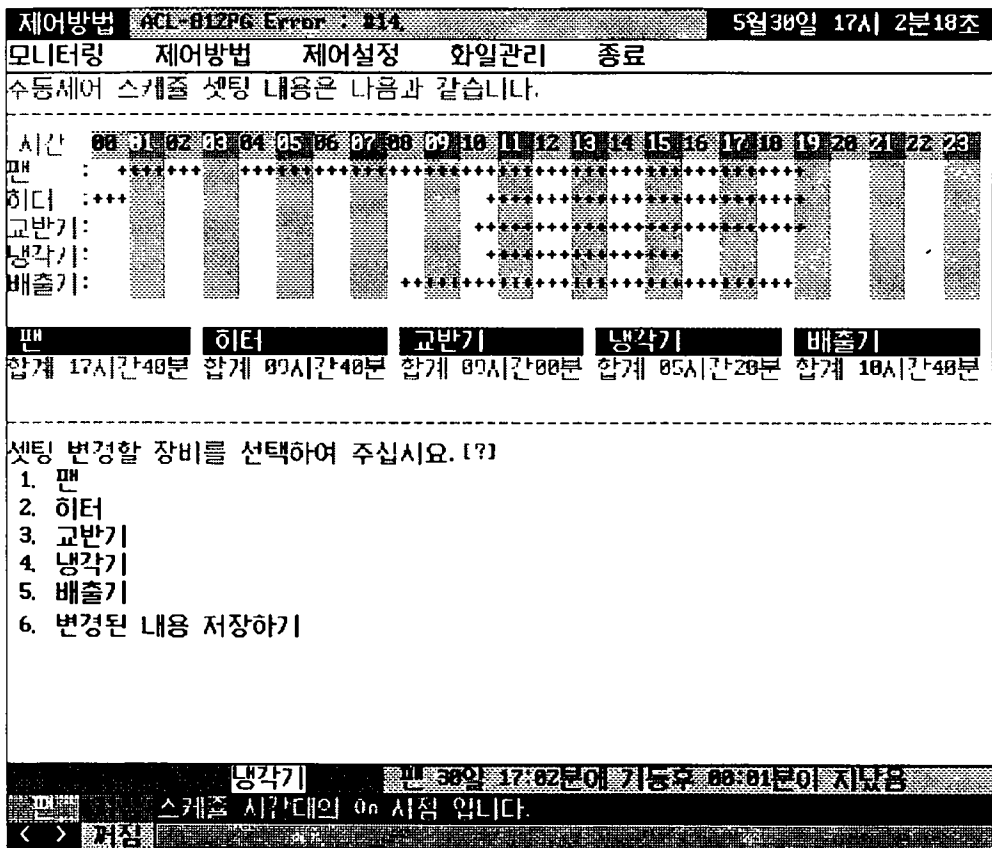 제어방법 ACL-812PG Error : #14, 5월30일 17시 2분18초
모니터링 제어방법 제어설정 화일관리 종료
수동제어 스케쥴 셋팅 내용은 다음과 같습니다.
시간 00 01 02 03 04 05 06 07 08 09 10 11 12 13 14 15 16 17 18 19 20 21 22 23
팬 :
히터 :
교반기:
냉각기:
배출기:
팬 히터 교반기 냉각기 배출기
합계 17시간40분 합계 09시간40분 합계 09시간00분 합계 05시간20분 합계 10시간40분
셋팅 변경할 장비를 선택하여 주십시요. [?]
1. 팬
2. 히터
3. 교반기
4. 냉각기
5. 배출기
6. 변경된 내용 저장하기
냉각기 팬 30일 17:02분에 기동후 00:01분이 지났음
팬 스케쥴 시간대의 On 시점 입니다.
< >